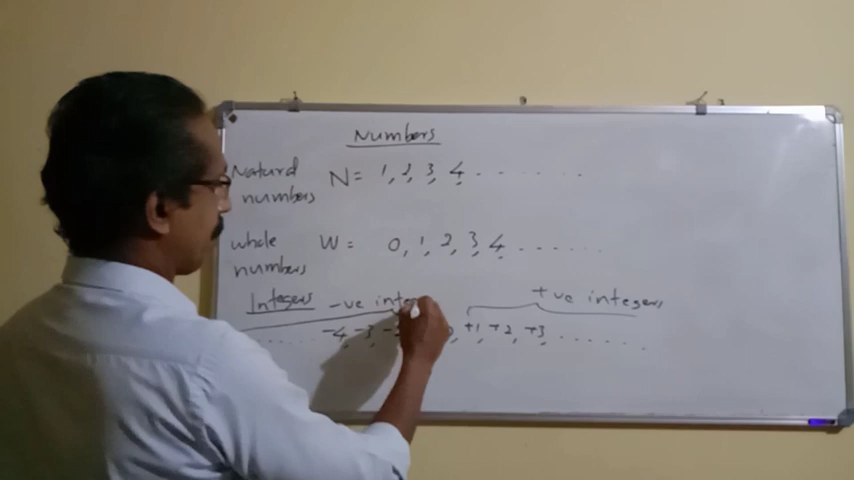 Numbers
Natural numbers N = 1, 2, 3, 4 . . . . . . . .
whole numbers W = 0, 1, 2, 3, 4 . . . . . . .
Integers -ve +ve integers
. . . . . -4, -3, +1, +2, +3 . . . . . . .